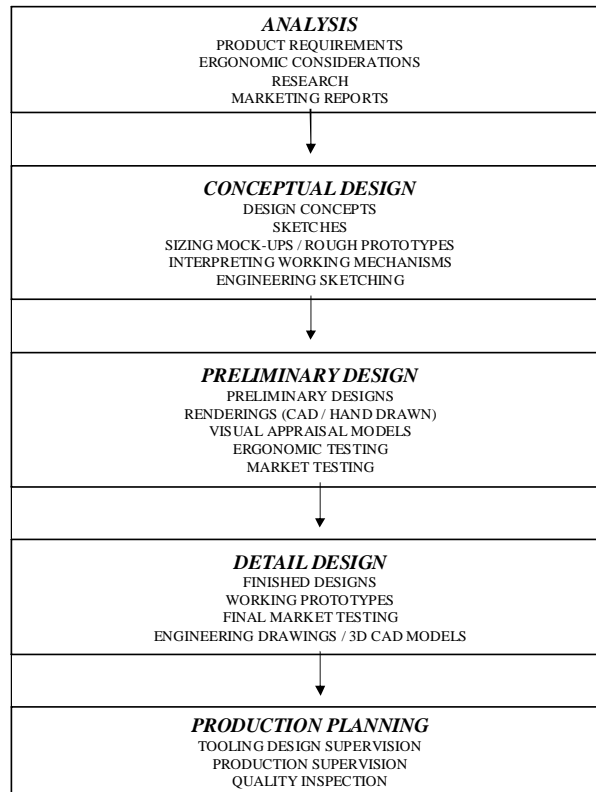 ANALYSIS
PRODUCT REQUIREMENTS
ERGONOMIC CONSIDERATIONS
RESEARCH
MARKETING REPORTS
CONCEPTUAL DESIGN
DESIGN CONCEPTS
SKETCHES
SIZING MOCK-UPS / ROUGH PROTOTYPES
INTERPRETING WORKING MECHANISMS
ENGINEERING SKETCHING
PRELIMINARY DESIGN
PRELIMINARY DESIGNS
RENDERINGS (CAD / HAND DRAWN)
VISUAL APPRAISAL MODELS
ERGONOMIC TESTING
MARKET TESTING
DETAIL DESIGN
FINISHED DESIGNS
WORKING PROTOTYPES
FINAL MARKET TESTING
ENGINEERING DRAWINGS / 3D CAD MODELS
PRODUCTION PLANNING
TOOLING DESIGN SUPERVISION
PRODUCTION SUPERVISION
QUALITY INSPECTION